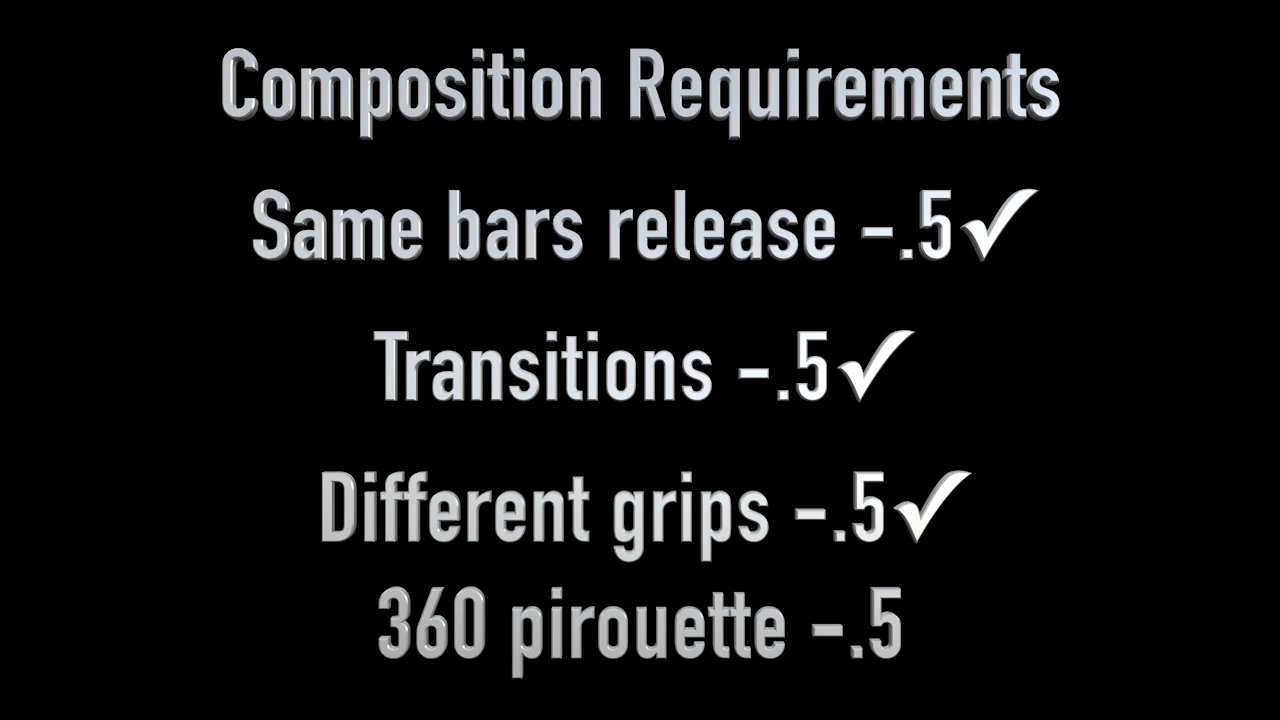 Composition Requirements
Same bars release -.5✓
Transitions -.5✓
Different grips -.5✓
360 pirouette -.5